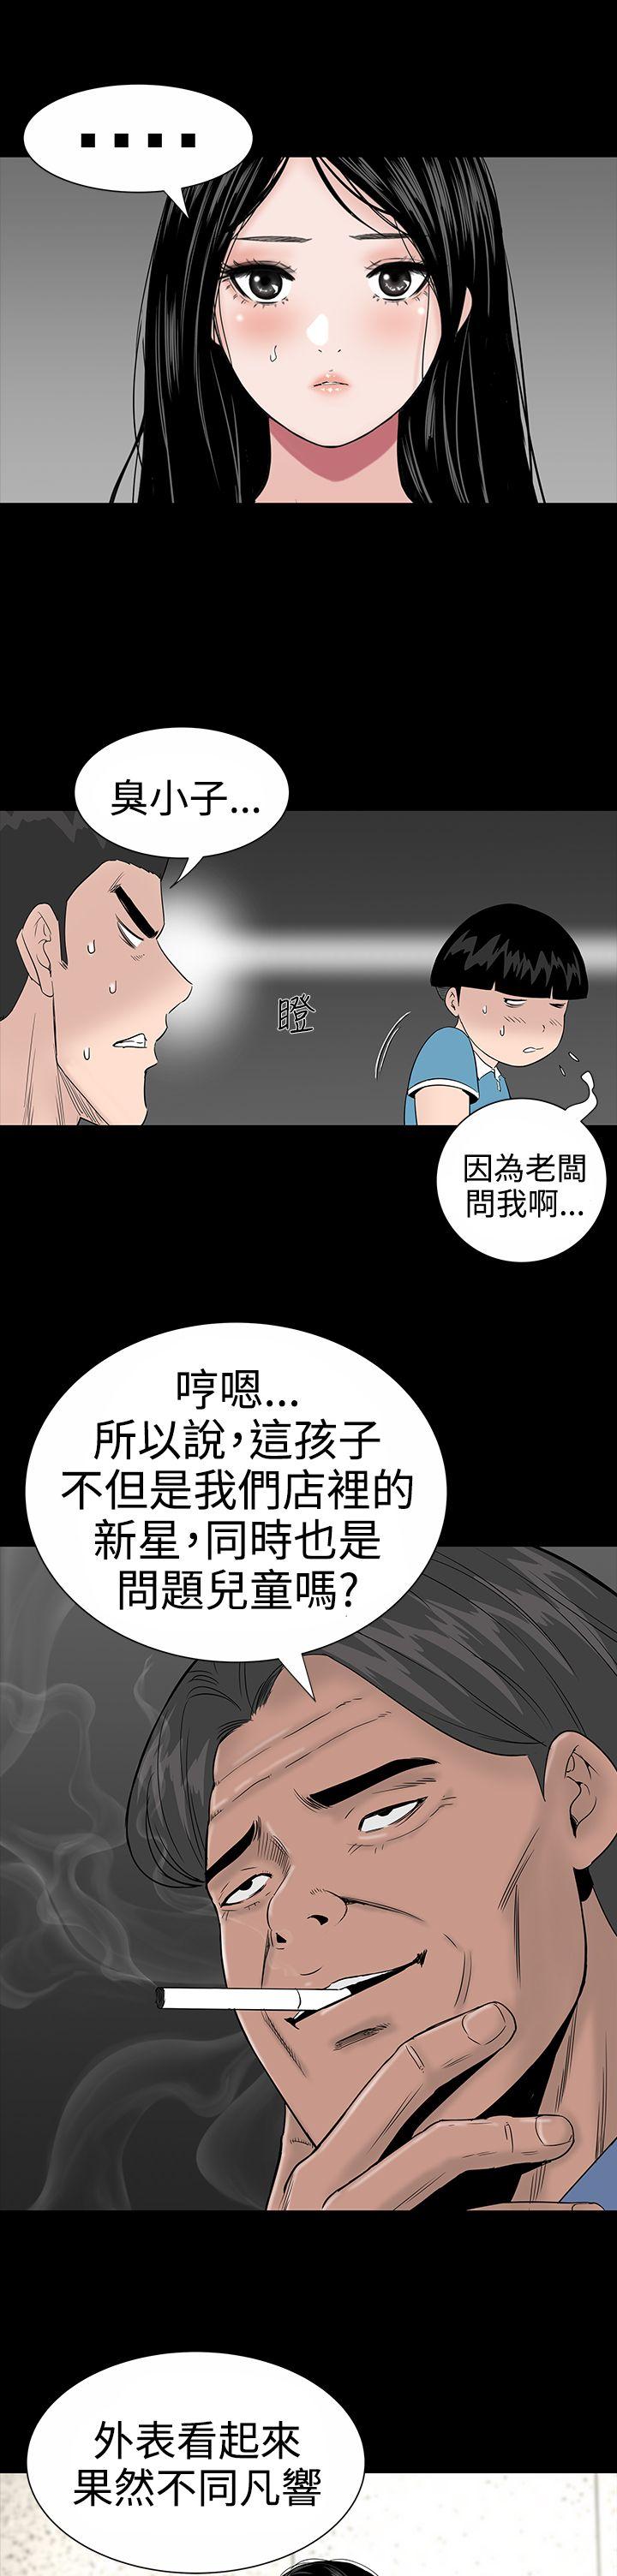 ....
臭小子...
瞪
因為老闆
問我啊...
哼嗯...
所以說，這孩子
不但是我們店裡的
新星，同時也是
問題兒童嗎？
外表看起來
果然不同凡響